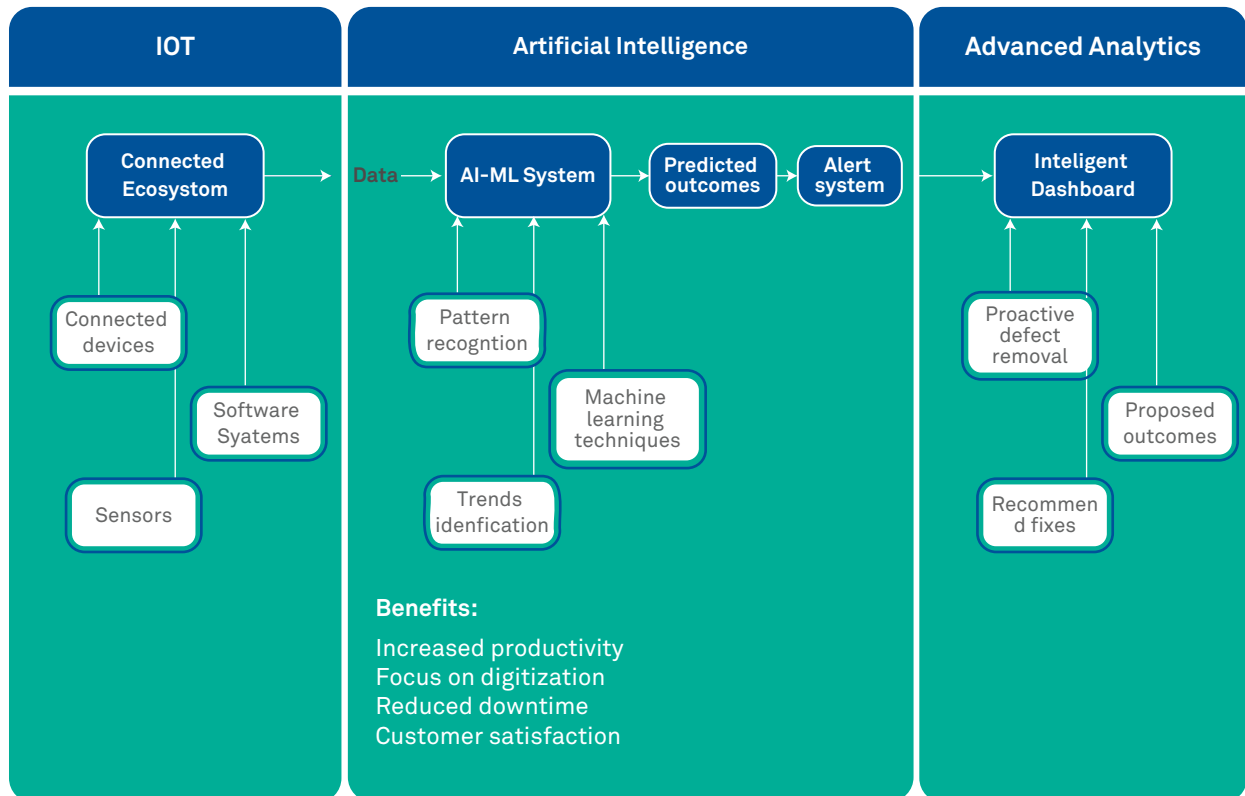 IOT
Artificial Intelligence
Advanced Analytics
Connected
Ecosystom
Data
AI-ML System
Predicted
outcomes
Alert
system
Inteligent
Dashboard
Connected
devices
Software
Syatems
Sensors
Pattern
recogntion
Machine
learning
techniques
Trends
idenfication
Proactive
defect
removal
Proposed
outcomes
Recommen
d fixes
Benefits:
Increased productivity
Focus on digitization
Reduced downtime
Customer satisfaction